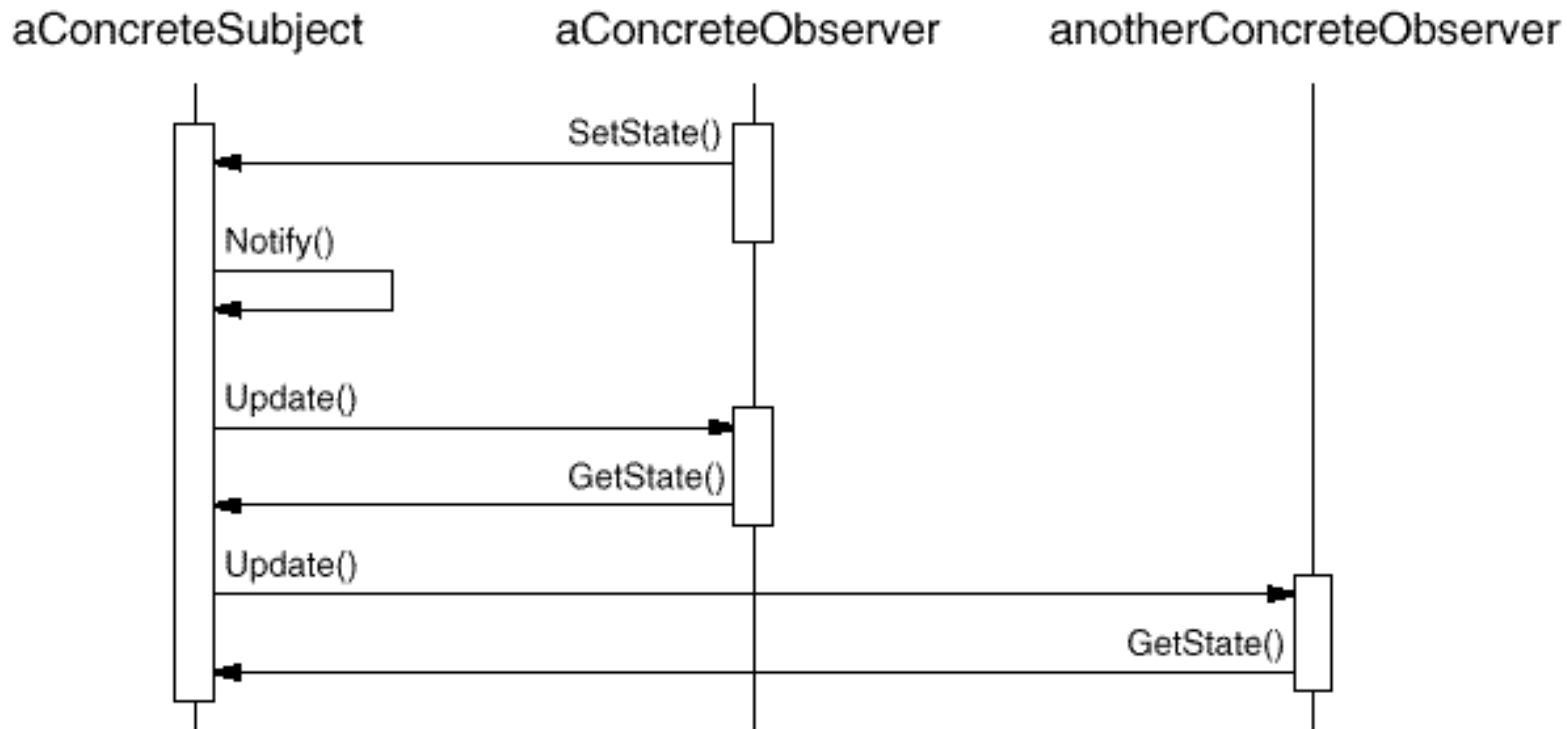 aConcreteSubject
aConcreteObserver
anotherConcreteObserver
SetState()
Notify()
Update()
GetState()
Update()
GetState()